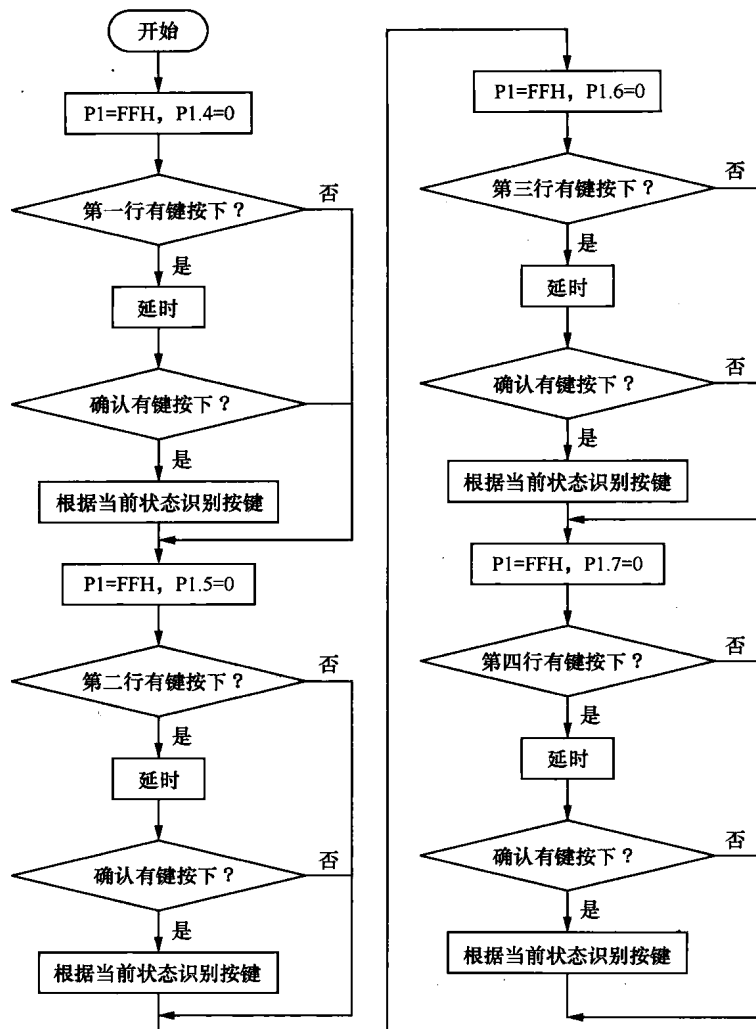 开始
P1=FFH，P1.4=0
第一行有键按下？
否
是
延时
确认有键按下？
是
根据当前状态识别按键
P1=FFH，P1.5=0
第二行有键按下？
否
是
延时
确认有键按下？
否
是
根据当前状态识别按键
P1=FFH，P1.6=0
第三行有键按下？
否
是
延时
确认有键按下？
否
是
根据当前状态识别按键
P1=FFH，P1.7=0
第四行有键按下？
否
是
延时
确认有键按下？
否
是
根据当前状态识别按键